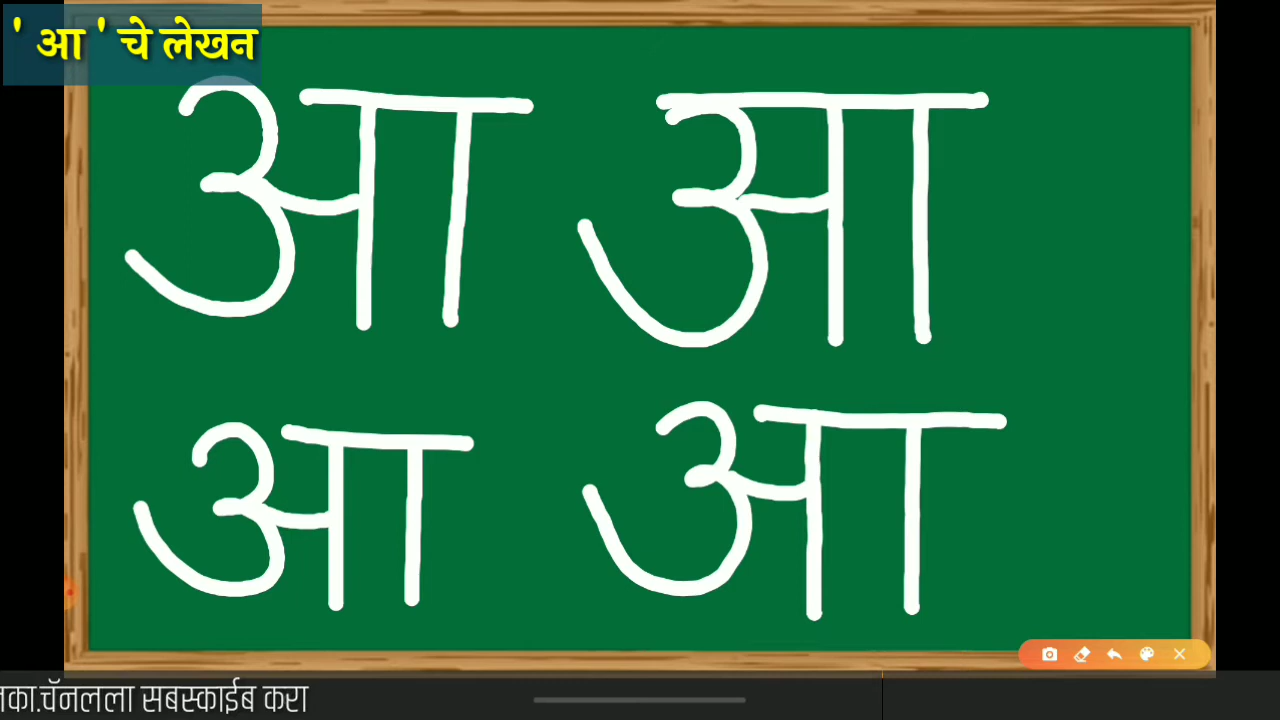 ' आ ' चे लेखन
आ आ
आ आ
चॅनलला सबस्काईब करा